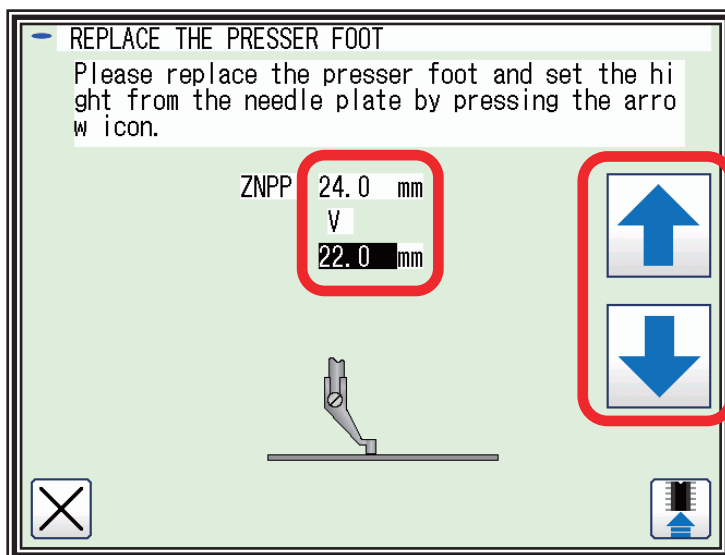 REPLACE THE PRESSER FOOT
Please replace the presser foot and set the hi
ght from the needle plate by pressing the arro
w icon.
ZNPP 24.0 mm
V
22.0 mm